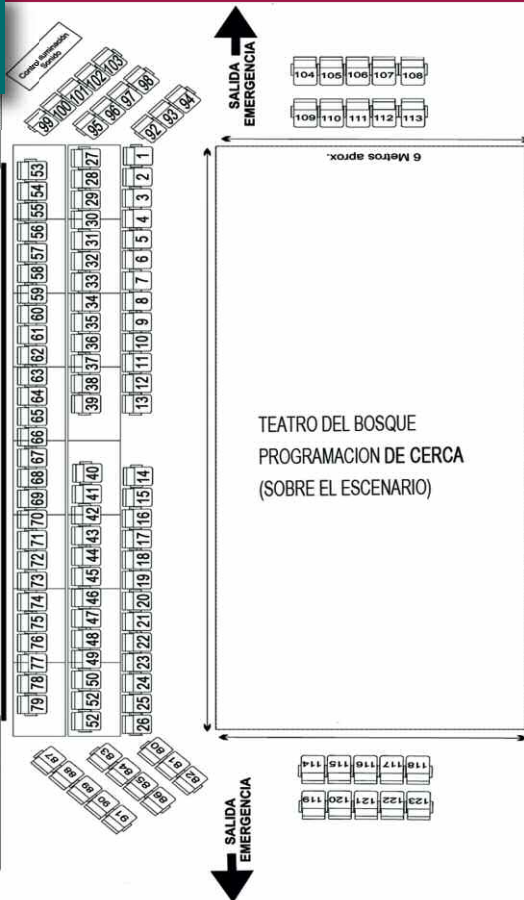 Control iluminación
Sonido
99 100 101 102 103
95 96 97 98
92 93 94
SALIDA
EMERGENCIA
104 105 106 107 108
109 110 111 112 113
6 Metros aprox.
53 54 55 56 57 58 59 60 61 62 63 64 65 66 67 68 69 70 71 72 73 74 75 76 77 78 79
27 28 29 30 31 32 33 34 35 36 37 38 39
40 41 42 43 44 45 46 47 48 49 50 52 52
1 2 3 4 5 6 7 8 9 10 11 12 13
14 15 16 17 18 19 20 21 22 23 24 25 26
TEATRO DEL BOSQUE
PROGRAMACION DE CERCA
(SOBRE EL ESCENARIO)
87 88 89 90 91
83 84 85 86
80 81 82
SALIDA
EMERGENCIA
114 115 116 117 118
119 120 121 122 123